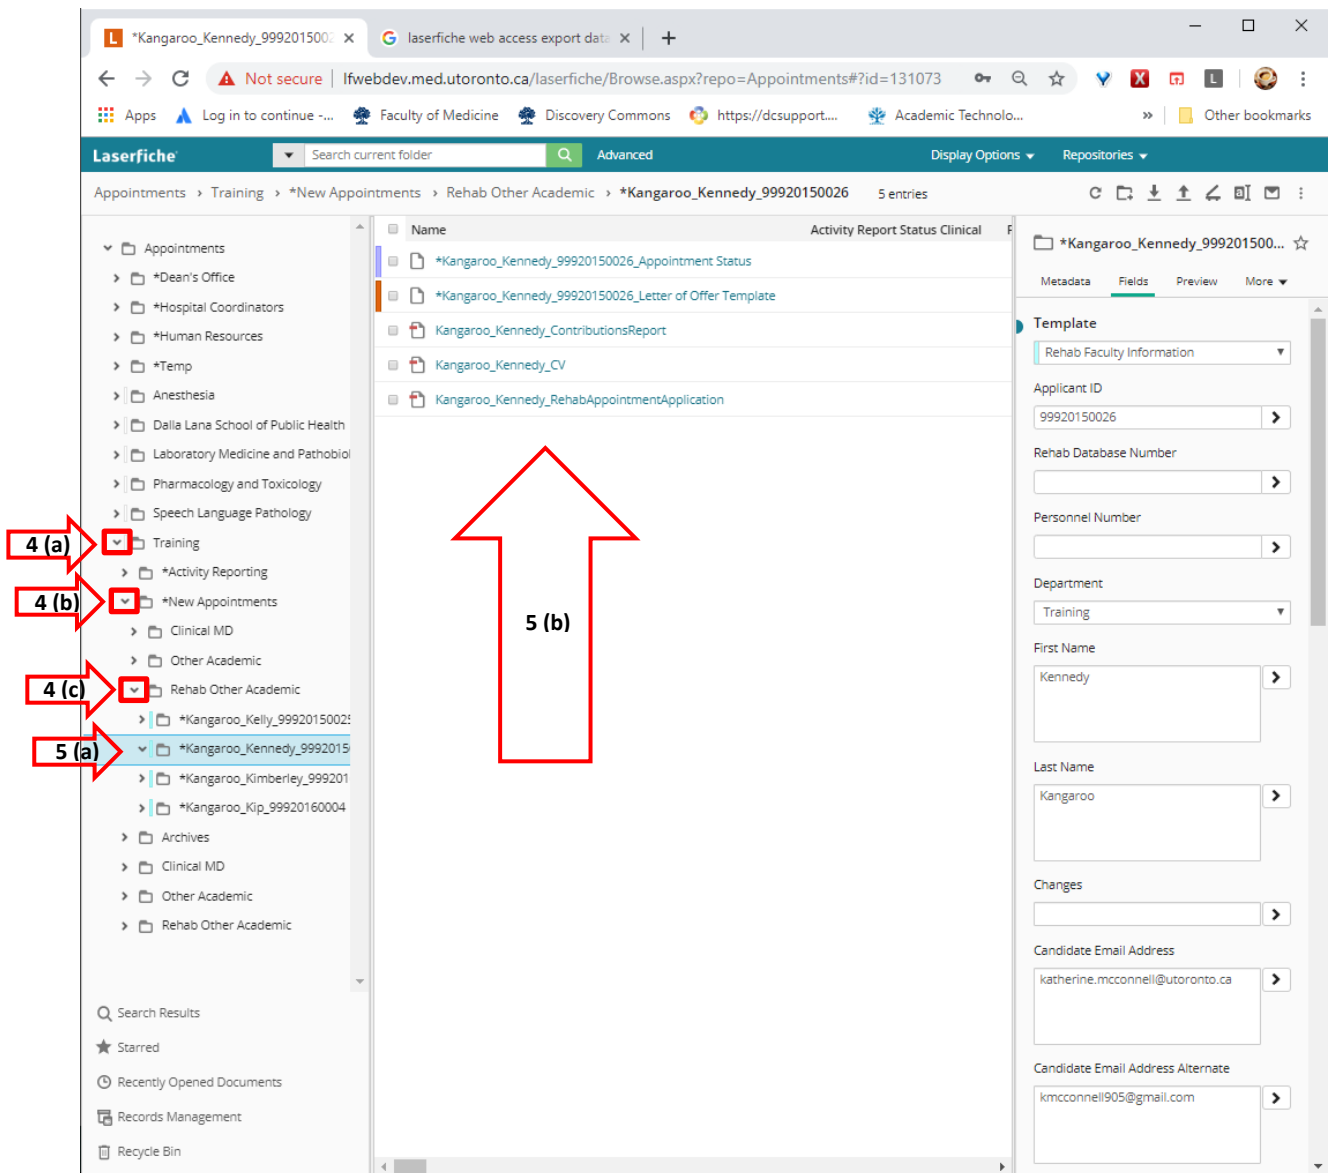 L *Kangaroo_Kennedy_999201500
laserfiche web access export data
Not secure | lfwebdev.med.utoronto.ca/laserfiche/Browse.aspx?repo=Appointments#?id=131073
Apps Log in to continue -... Faculty of Medicine Discovery Commons https://dcsupport.... Academic Technolo... » Other bookmarks
Laserfiche Search current folder Advanced Display Options Repositories
Appointments › Training › *New Appointments › Rehab Other Academic › *Kangaroo_Kennedy_99920150026 5 entries
Appointments
*Dean's Office
*Hospital Coordinators
*Human Resources
*Temp
Anesthesia
Dalla Lana School of Public Health
Laboratory Medicine and Pathobiol
Pharmacology and Toxicology
Speech Language Pathology
4 (a) Training
*Activity Reporting
4 (b) *New Appointments
Clinical MD
Other Academic
4 (c) Rehab Other Academic
*Kangaroo_Kelly_9992015002
5 (a) *Kangaroo_Kennedy_9992015
*Kangaroo_Kimberley_999201
*Kangaroo_Kip_99920160004
Archives
Clinical MD
Other Academic
Rehab Other Academic
Search Results
Starred
Recently Opened Documents
Records Management
Recycle Bin
Name Activity Report Status Clinical
*Kangaroo_Kennedy_99920150026_Appointment Status
*Kangaroo_Kennedy_99920150026_Letter of Offer Template
Kangaroo_Kennedy_ContributionsReport
Kangaroo_Kennedy_CV
Kangaroo_Kennedy_RehabAppointmentApplication
5 (b)
*Kangaroo_Kennedy_999201500...
Metadata Fields Preview More
Template
Rehab Faculty Information
Applicant ID
99920150026
Rehab Database Number
Personnel Number
Department
Training
First Name
Kennedy
Last Name
Kangaroo
Changes
Candidate Email Address
katherine.mcconnell@utoronto.ca
Candidate Email Address Alternate
kmcconnell905@gmail.com